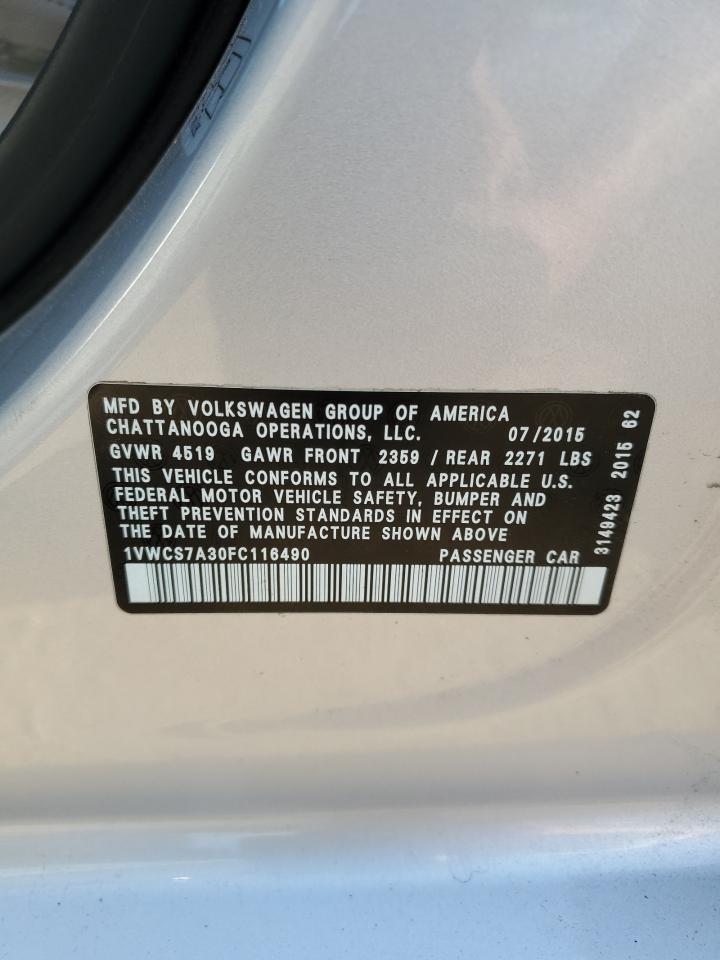 MFD BY VOLKSWAGEN GROUP OF AMERICA
CHATTANOOGA OPERATIONS, LLC. 07/2015
GVWR 4519 GAWR FRONT 2359 / REAR 2271 LBS
THIS VEHICLE CONFORMS TO ALL APPLICABLE U.S.
FEDERAL MOTOR VEHICLE SAFETY, BUMPER AND
THEFT PREVENTION STANDARDS IN EFFECT ON
THE DATE OF MANUFACTURE SHOWN ABOVE
1VWCS7A30FC116490 PASSENGER CAR
3149423 2015 62